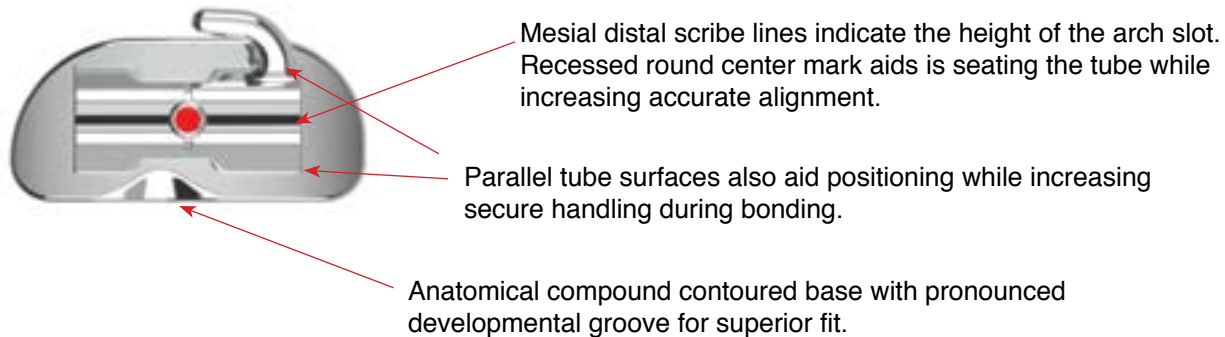 Mesial distal scribe lines indicate the height of the arch slot.
Recessed round center mark aids is seating the tube while
increasing accurate alignment.
Parallel tube surfaces also aid positioning while increasing
secure handling during bonding.
Anatomical compound contoured base with pronounced
developmental groove for superior fit.